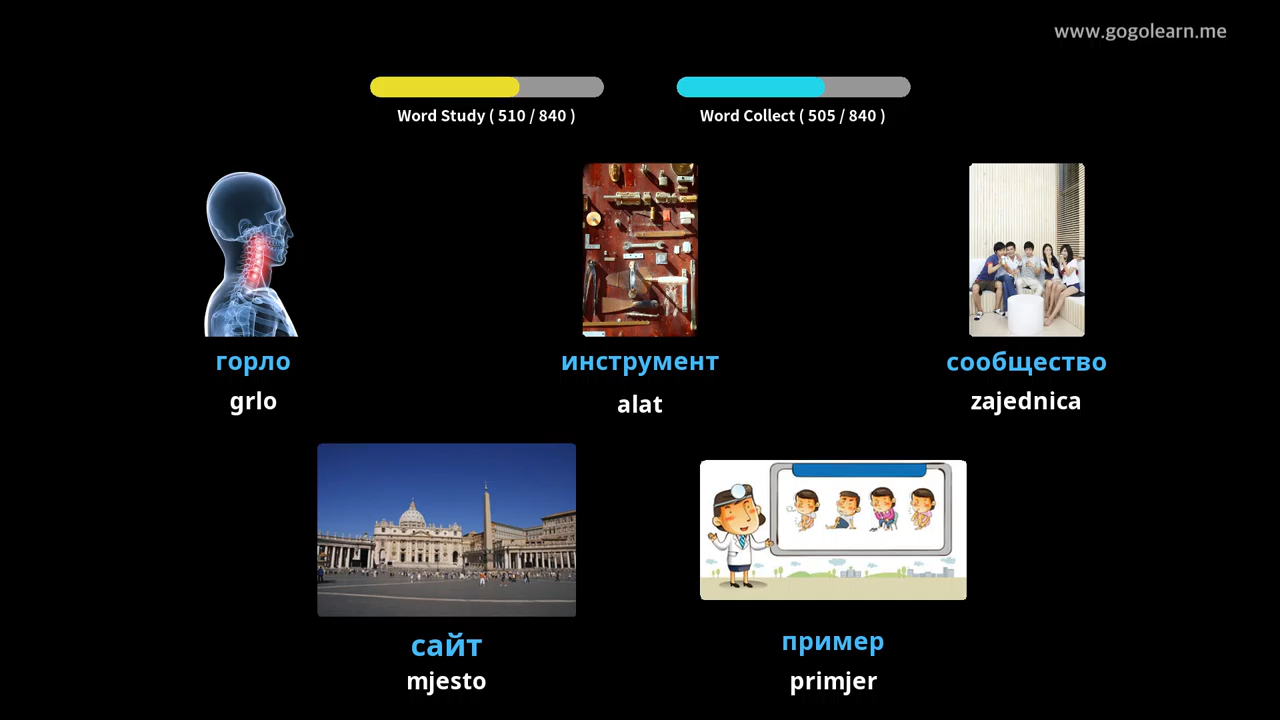 www.gogolearn.me
Word Study ( 510 / 840 )
Word Collect ( 505 / 840 )
горло
grlo
инструмент
alat
сообщество
zajednica
сайт
mjesto
пример
primjer